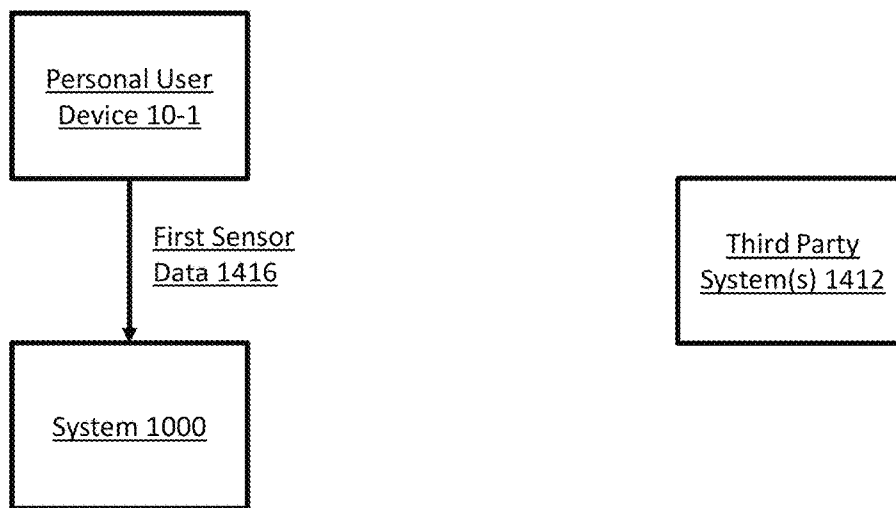 Personal User
Device 10-1
First Sensor
Data 1416
Third Party
System(s) 1412
System 1000